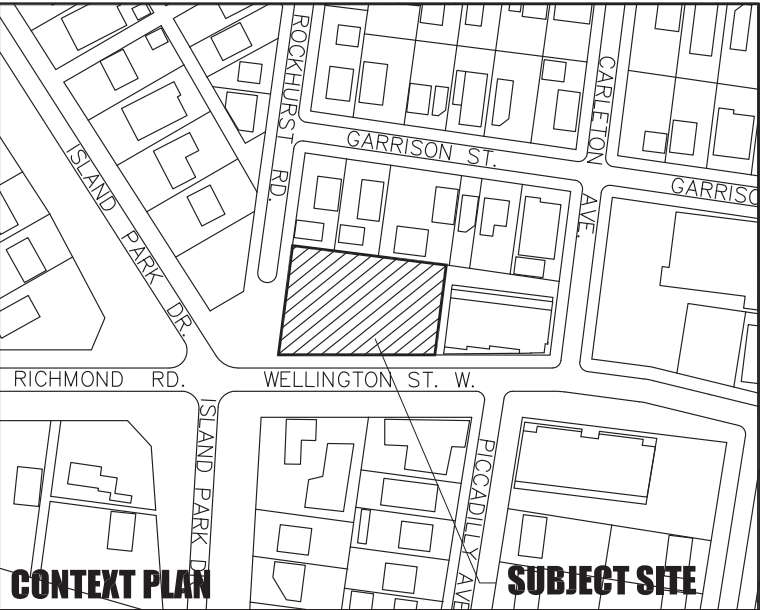 ROCKHURST RD.
CARLETON AVE.
GARRISON ST.
GARRISC
ISLAND PARK DR.
RICHMOND RD.
WELLINGTON ST. W.
ISLAND PARK D
PICCADILLY AVE
CONTEXT PLAN
SUBJECT SITE